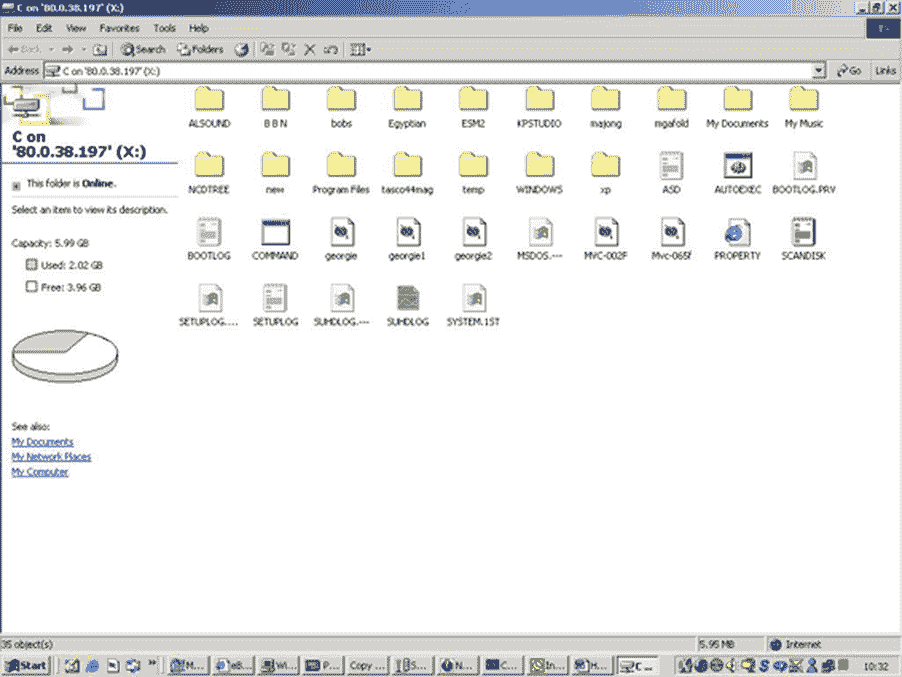 C on '80.0.38.197' (X:)
File Edit View Favorites Tools Help
Back Search Folders
Address C on '80.0.38.197' (X:) Go Links
C on
'80.0.38.197' (X:)
This folder is Online.
Select an item to view its description.
Capacity: 5.99 GB
Used: 2.02 GB
Free: 3.96 GB
See also:
My Documents
My Network Places
My Computer
ALSOUND B B N bobs Egyptian ESM2 KPSTUDIO majong mgafold My Documents My Music
NCDTREE new Program Files tasco44mag temp WINDOWS xp ASD AUTOEXEC BOOTLOG.PRV
BOOTLOG COMMAND georgie georgie1 georgie2 MSDOS.--- MVC-002F Mvc-065f PROPERTY SCANDISK
SETUPLOG.... SETUPLOG SUHDLOG.--- SUHDLOG SYSTEM.1ST
35 object(s) 5.95 MB Internet
Start M... eB... Wi... P... Copy ... S... N... C... In... H... C... 10:32